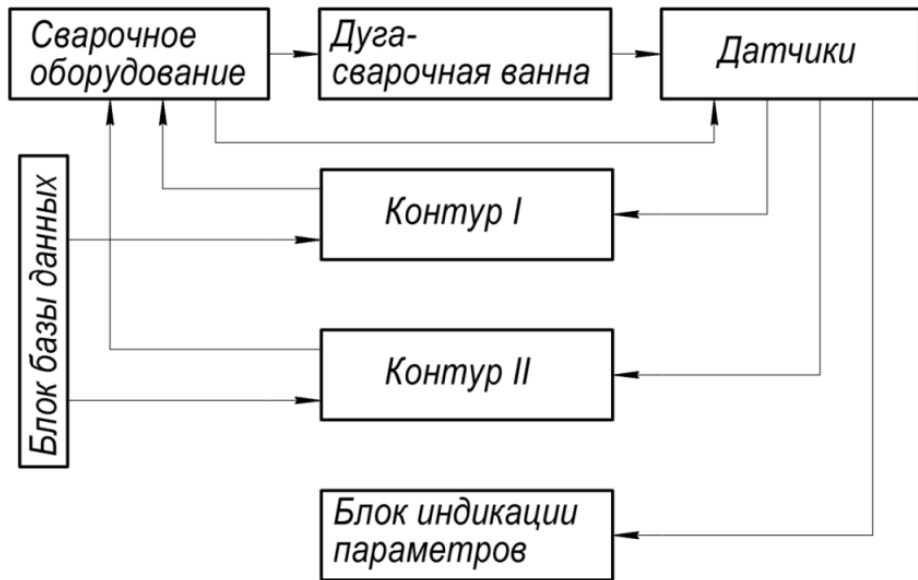 Сварочное
оборудование
Дуга-
сварочная ванна
Датчики
Контур I
Блок базы данных
Контур II
Блок индикации
параметров